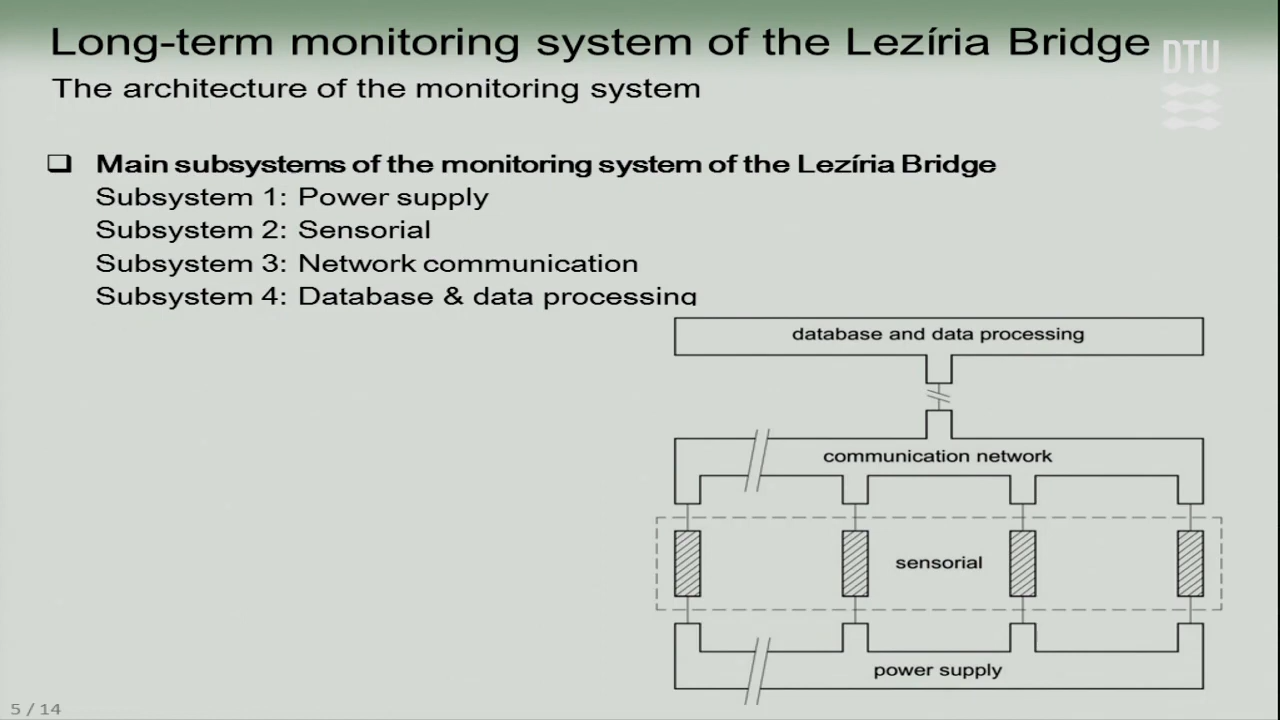 Long-term monitoring system of the Lezíria Bridge
DTU
The architecture of the monitoring system
Main subsystems of the monitoring system of the Lezíria Bridge
Subsystem 1: Power supply
Subsystem 2: Sensorial
Subsystem 3: Network communication
Subsystem 4: Database & data processing
database and data processing
communication network
sensorial
power supply
5 / 14